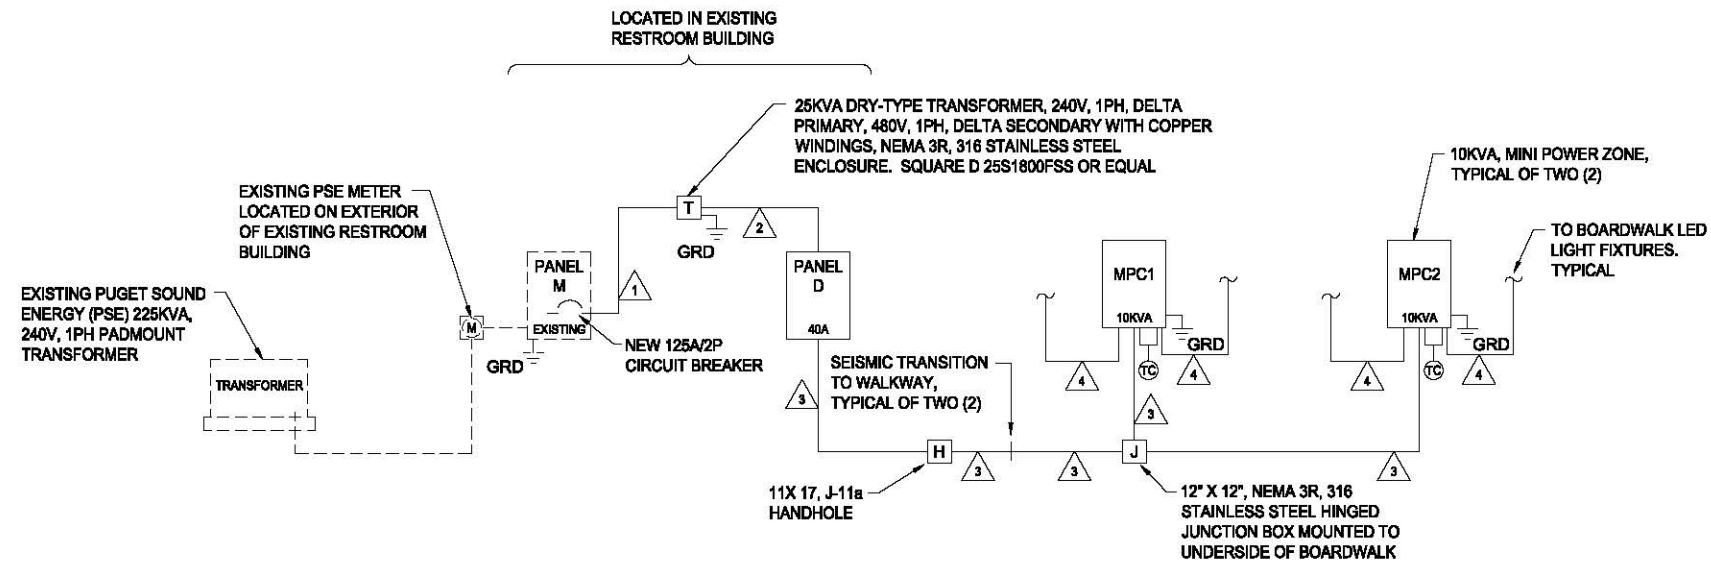 LOCATED IN EXISTING
RESTROOM BUILDING
25KVA DRY-TYPE TRANSFORMER, 240V, 1PH, DELTA
PRIMARY, 480V, 1PH, DELTA SECONDARY WITH COPPER
WINDINGS, NEMA 3R, 316 STAINLESS STEEL
ENCLOSURE. SQUARE D 25S1800FSS OR EQUAL
10KVA, MINI POWER ZONE,
TYPICAL OF TWO (2)
EXISTING PSE METER
LOCATED ON EXTERIOR
OF EXISTING RESTROOM
BUILDING
T
GRD
2
TO BOARDWALK LED
LIGHT FIXTURES.
TYPICAL
PANEL
M
EXISTING
1
PANEL
D
40A
MPC1
10KVA
MPC2
10KVA
EXISTING PUGET SOUND
ENERGY (PSE) 225KVA,
240V, 1PH PADMOUNT
TRANSFORMER
M
GRD
NEW 125A/2P
CIRCUIT BREAKER
SEISMIC TRANSITION
TO WALKWAY,
TYPICAL OF TWO (2)
GRD
GRD
TRANSFORMER
3
4
TC
4
4
TC
4
3
H
3
3
J
3
11X 17, J-11a
HANDHOLE
12" X 12", NEMA 3R, 316
STAINLESS STEEL HINGED
JUNCTION BOX MOUNTED TO
UNDERSIDE OF BOARDWALK